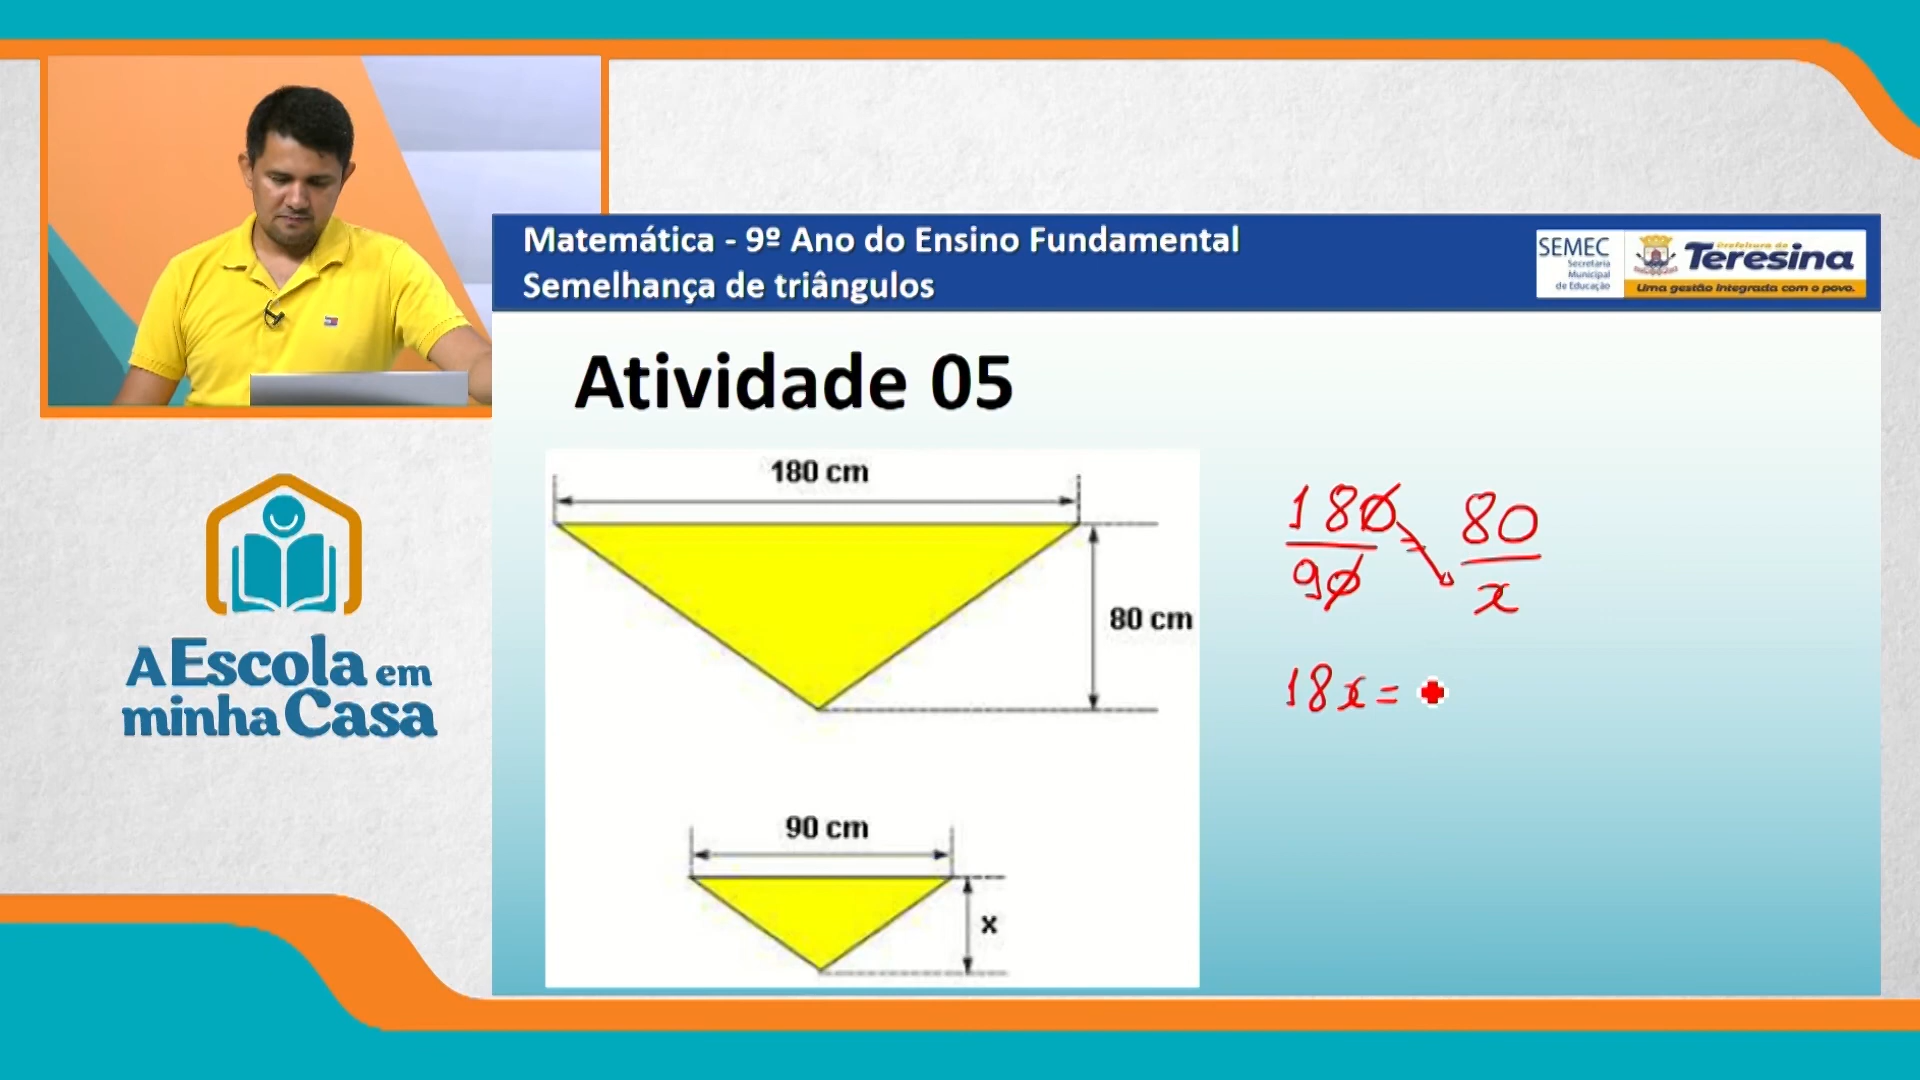 Matemática - 9º Ano do Ensino Fundamental
Semelhança de triângulos
SEMEC
Secretaria
Municipal
de Educação
Prefeitura de
Teresina
Uma gestão integrada com o povo.
Atividade 05
180 cm
80 cm
90 cm
x
180 = 80
90 x
18x =
A Escola em
minha Casa